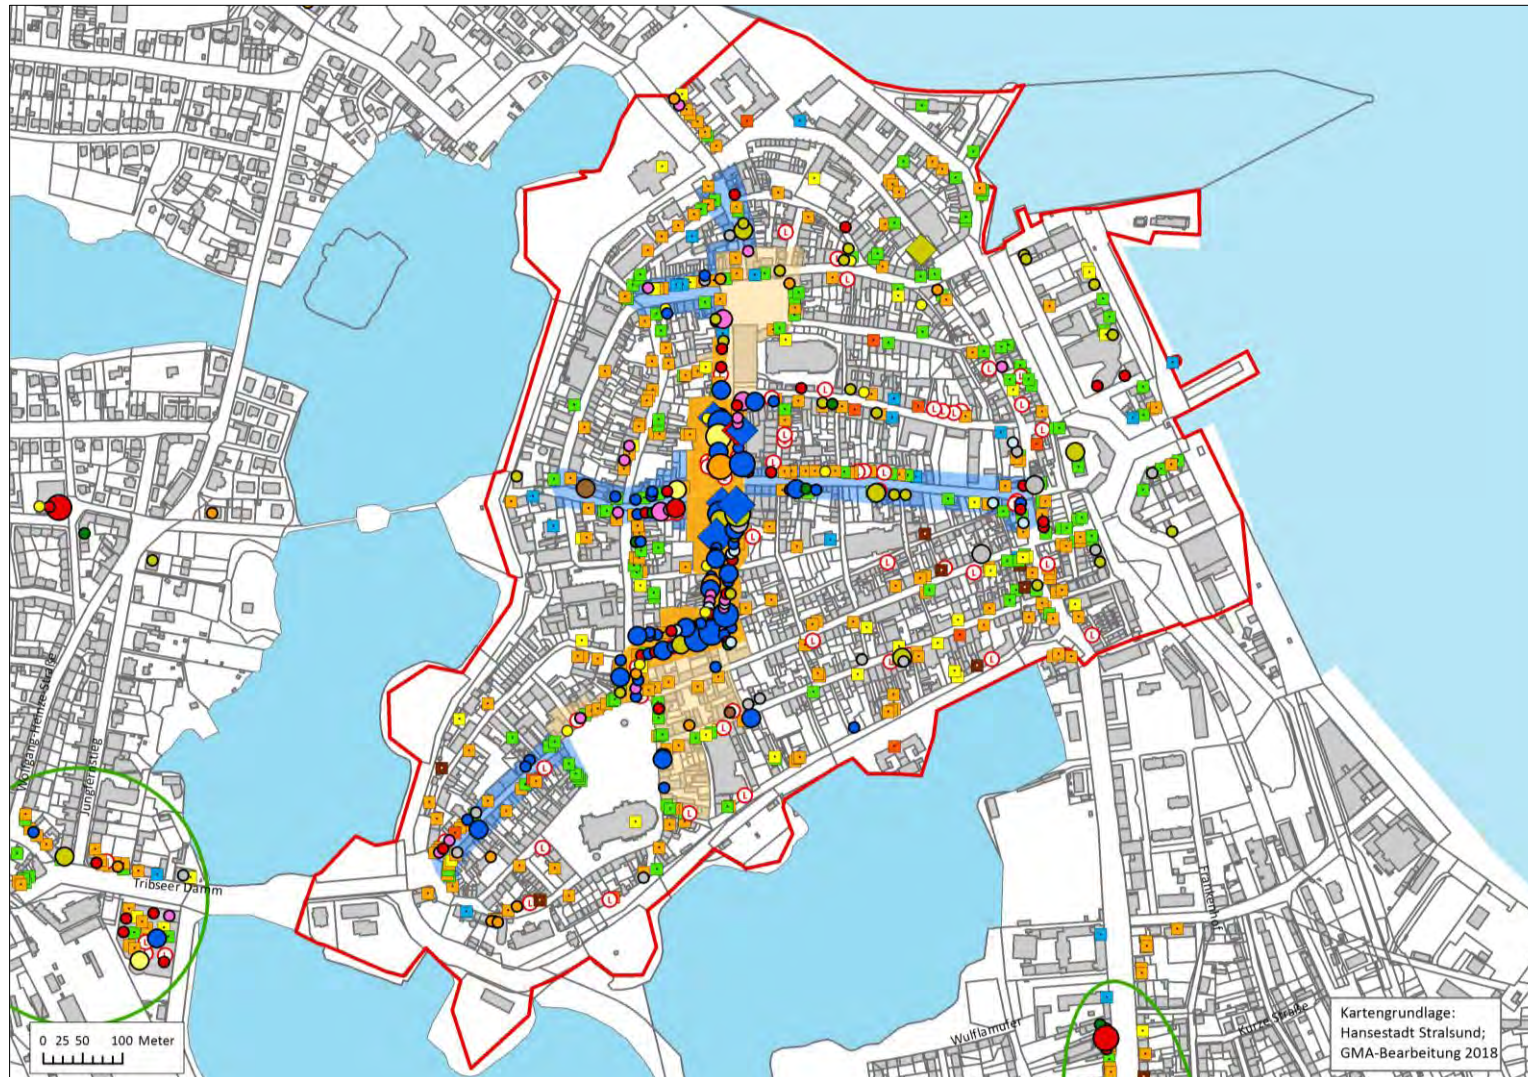 Wolfgang-Heinze-Straße
Jungfernstieg
Tribseer Damm
0 25 50 100 Meter
Wulflamufer
Frankenhof
Kurze Straße
Kartengrundlage:
Hansestadt Stralsund;
GMA-Bearbeitung 2018